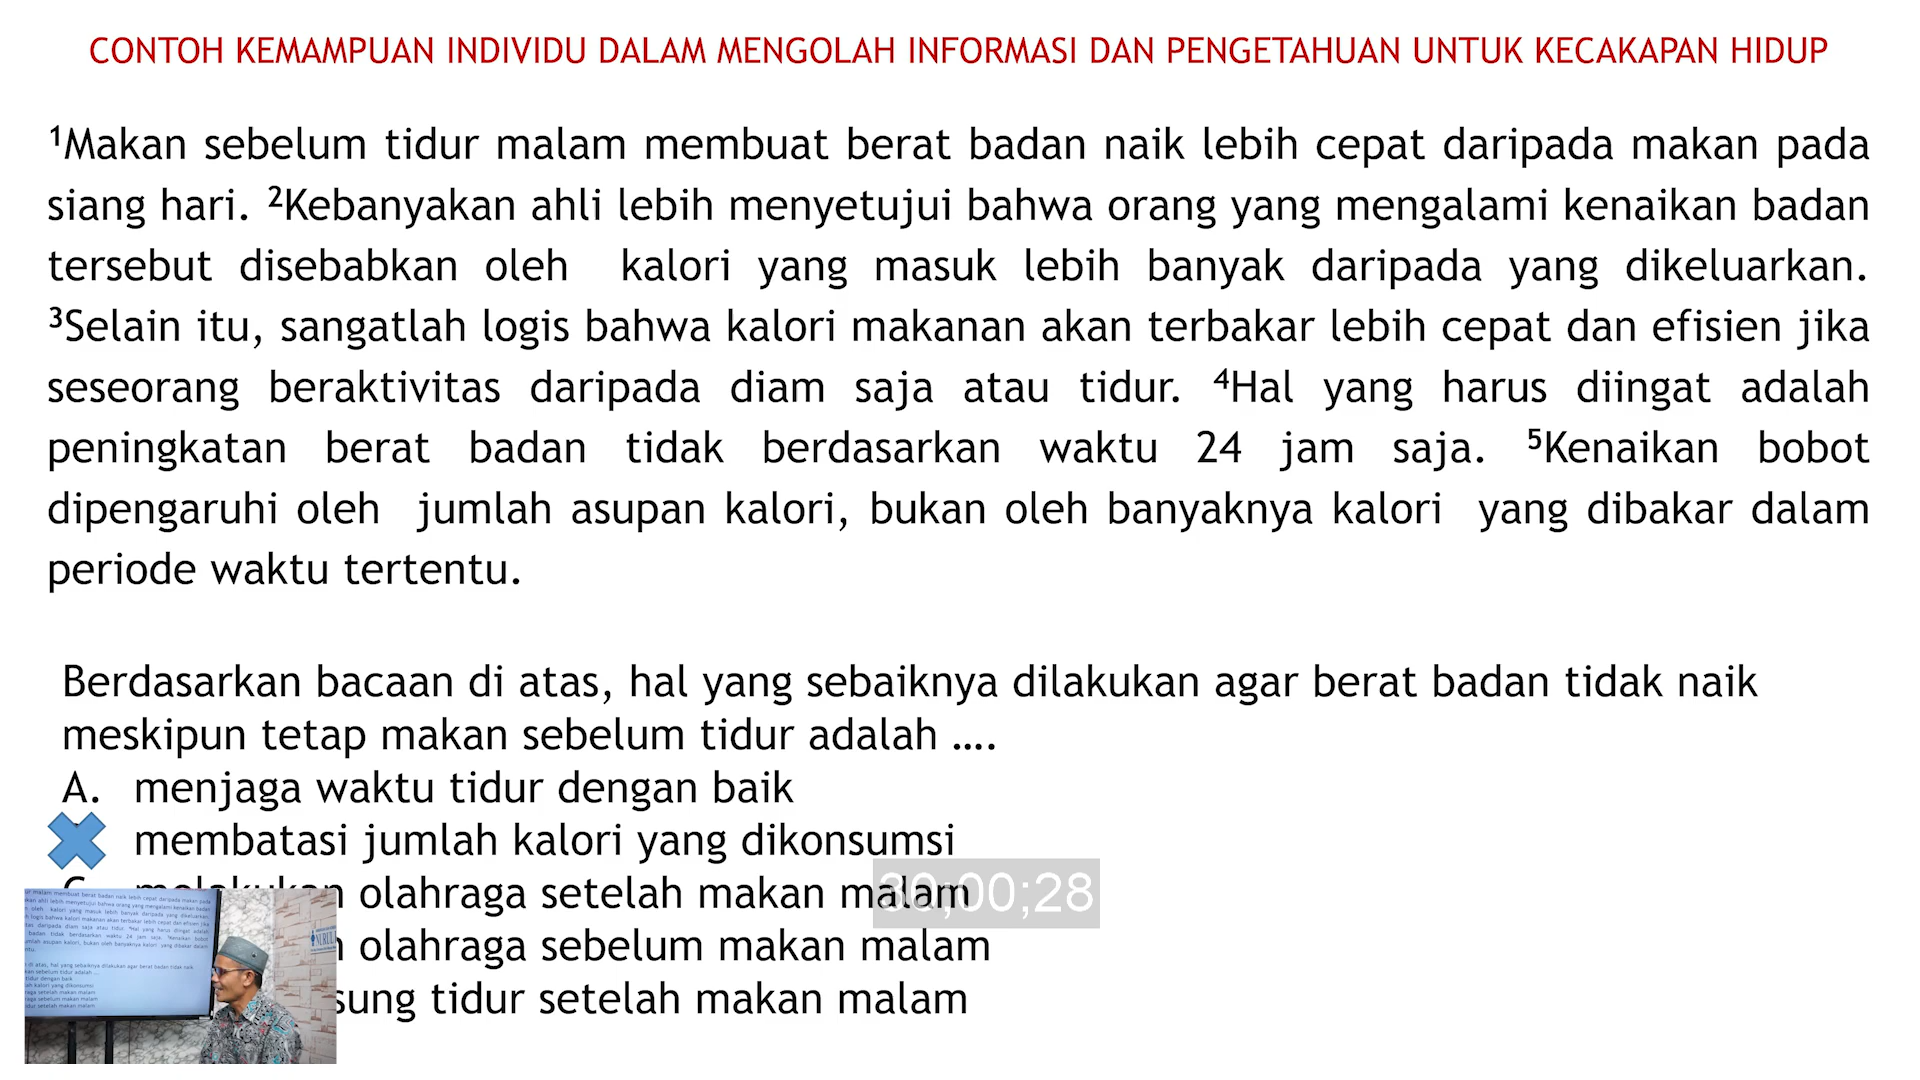 CONTOH KEMAMPUAN INDIVIDU DALAM MENGOLAH INFORMASI DAN PENGETAHUAN UNTUK KECAKAPAN HIDUP
¹Makan sebelum tidur malam membuat berat badan naik lebih cepat daripada makan pada
siang hari. ²Kebanyakan ahli lebih menyetujui bahwa orang yang mengalami kenaikan badan
tersebut disebabkan oleh kalori yang masuk lebih banyak daripada yang dikeluarkan.
³Selain itu, sangatlah logis bahwa kalori makanan akan terbakar lebih cepat dan efisien jika
seseorang beraktivitas daripada diam saja atau tidur. ⁴Hal yang harus diingat adalah
peningkatan berat badan tidak berdasarkan waktu 24 jam saja. ⁵Kenaikan bobot
dipengaruhi oleh jumlah asupan kalori, bukan oleh banyaknya kalori yang dibakar dalam
periode waktu tertentu.
Berdasarkan bacaan di atas, hal yang sebaiknya dilakukan agar berat badan tidak naik
meskipun tetap makan sebelum tidur adalah ....
A. menjaga waktu tidur dengan baik
membatasi jumlah kalori yang dikonsumsi
C. melakukan olahraga setelah makan malam
olahraga sebelum makan malam
sung tidur setelah makan malam
00;28